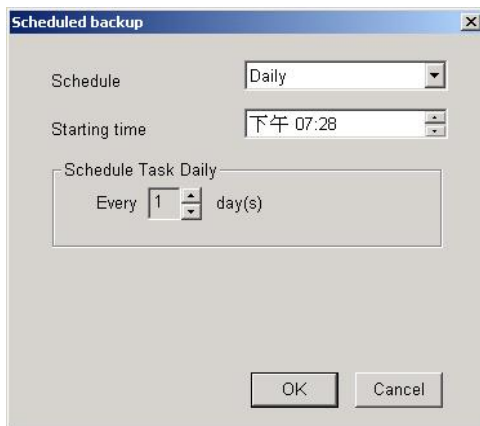 Scheduled backup
Schedule Daily
Starting time 下午 07:28
Schedule Task Daily
Every 1 day(s)
OK Cancel